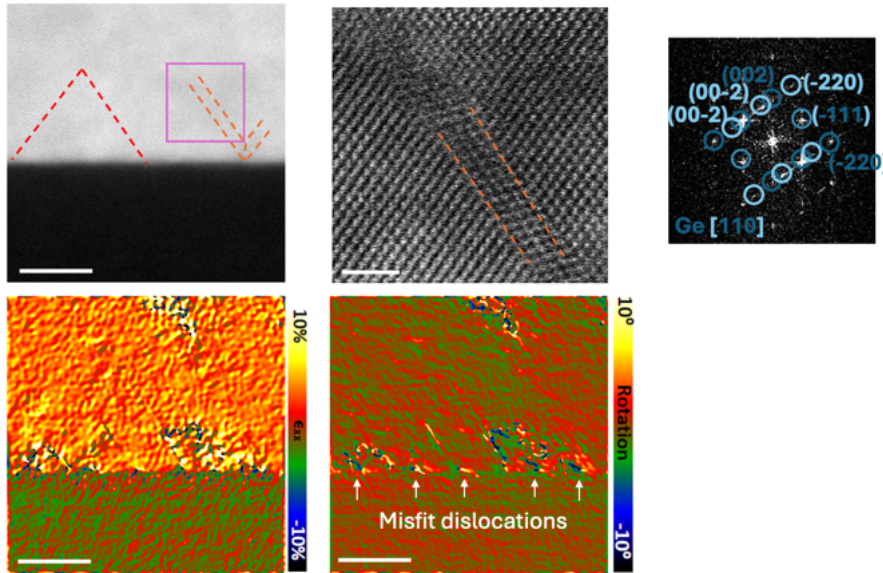 (002)
(00-2)
(-220)
(00-2)
(-111)
(-220)
Ge [110]
10%
εxx
-10%
10°
Rotation
-10°
Misfit dislocations